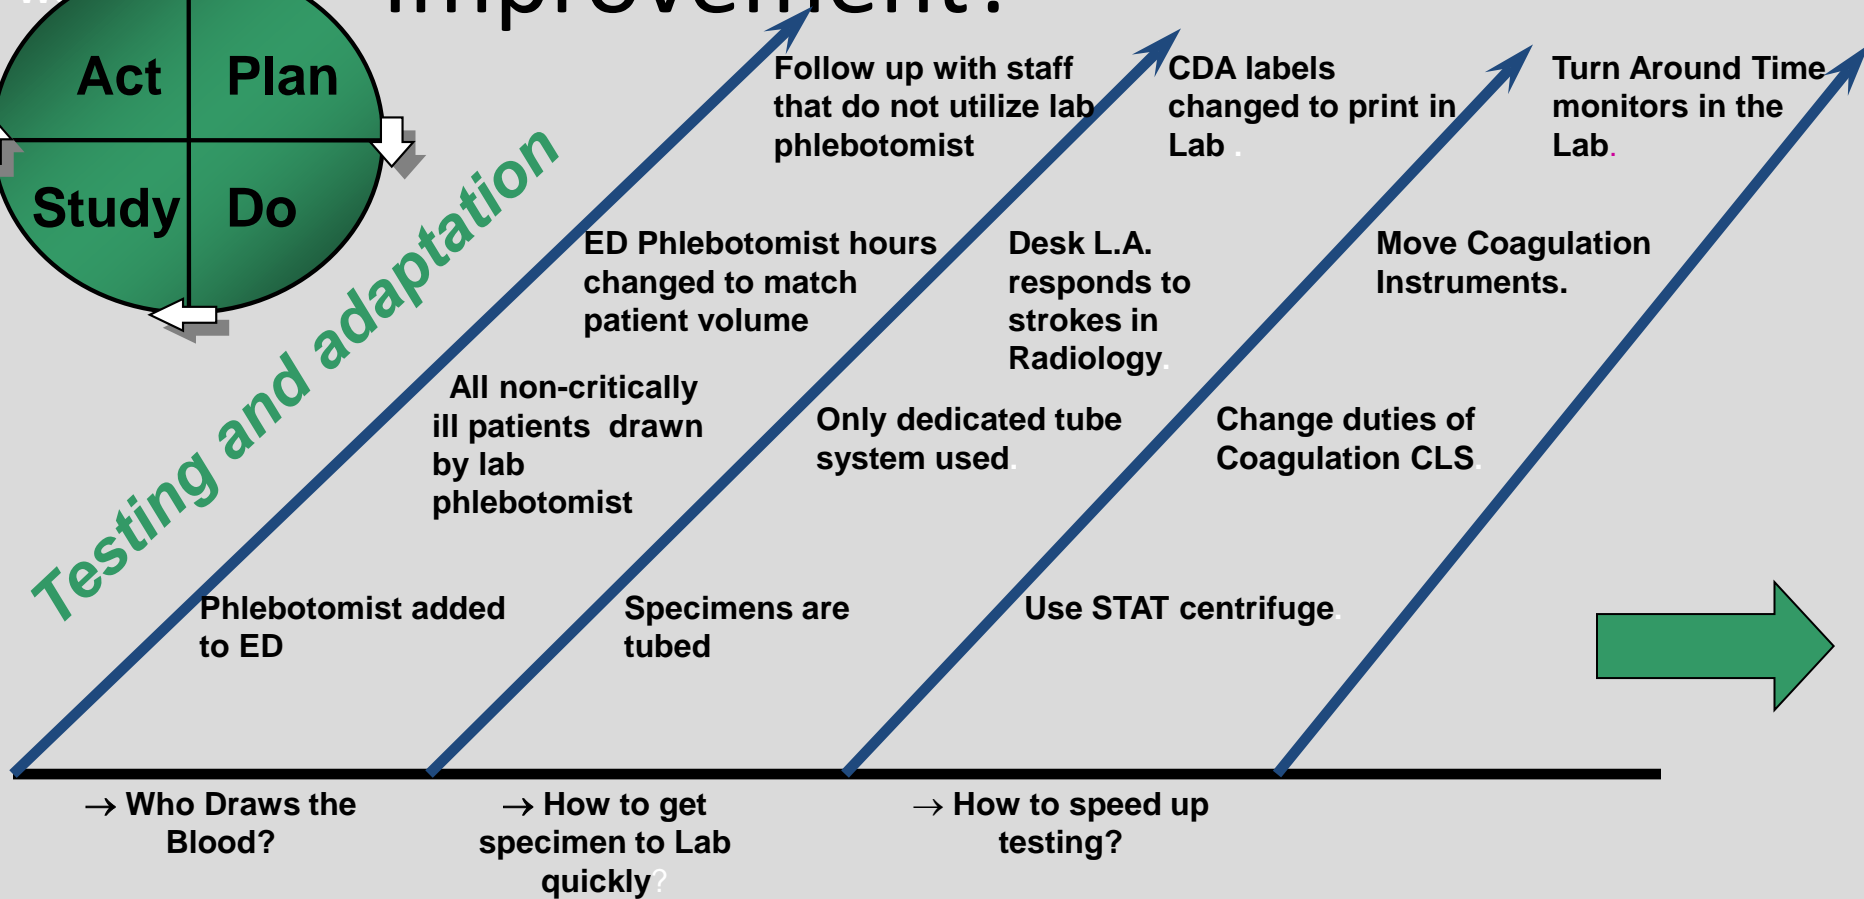 improvement?
Act
Plan
Study
Do
Testing and adaptation
Follow up with staff
that do not utilize lab
phlebotomist
CDA labels
changed to print in
Lab .
Turn Around Time
monitors in the
Lab.
ED Phlebotomist hours
changed to match
patient volume
Desk L.A.
responds to
strokes in
Radiology.
Move Coagulation
Instruments.
All non-critically
ill patients drawn
by lab
phlebotomist
Only dedicated tube
system used.
Change duties of
Coagulation CLS.
Phlebotomist added
to ED
Specimens are
tubed
Use STAT centrifuge.
→ Who Draws the
Blood?
→ How to get
specimen to Lab
quickly?
→ How to speed up
testing?